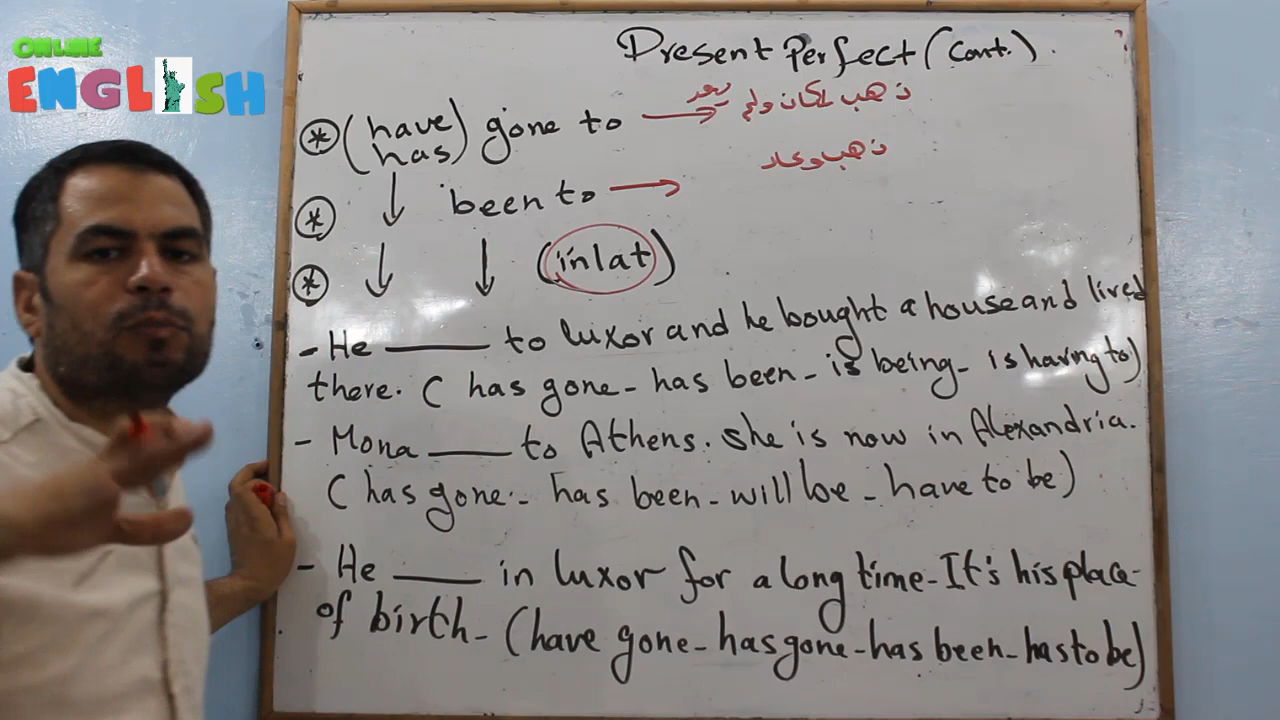 ONLINE
ENGLISH
Present Perfect (Cont.).
* (have) gone to → ذهب لمكان ولم يعد
has)
* ↓ been to → ذهب وعاد
* ↓ ↓ (in/at)
- He ____ to luxor and he bought a house and lived
there. ( has gone - has been - is being - is having to)
- Mona ____ to Athens. She is now in Alexandria.
( has gone - has been - will be - have to be)
- He ____ in luxor for a long time - It's his place
of birth - (have gone - has gone - has been - has to be)